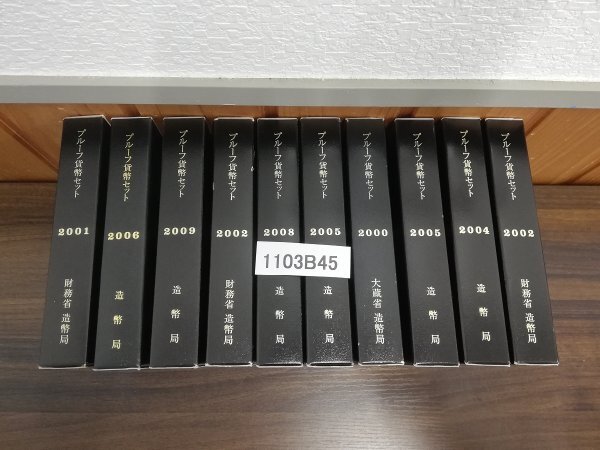 プルーフ貨幣セット
2001
財務省 造幣局
プルーフ貨幣セット
2006
造幣局
プルーフ貨幣セット
2009
造幣局
プルーフ貨幣セット
2002
財務省 造幣局
プルーフ貨幣セット
2008
造幣局
プルーフ貨幣セット
2005
造幣局
プルーフ貨幣セット
2000
大蔵省 造幣局
プルーフ貨幣セット
2005
造幣局
プルーフ貨幣セット
2004
造幣局
プルーフ貨幣セット
2002
財務省 造幣局
1103B45